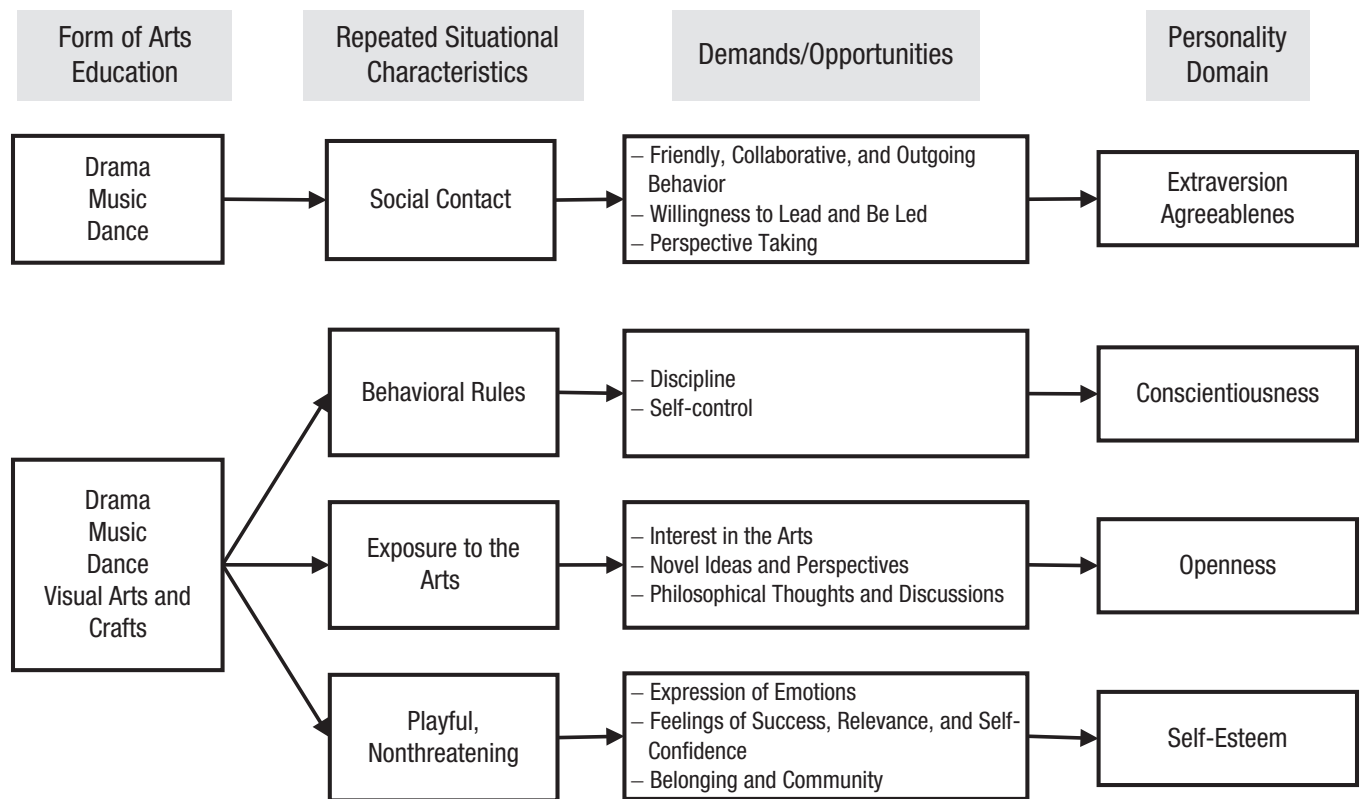 Form of Arts
Education
Repeated Situational
Characteristics
Demands/Opportunities
Personality
Domain
Drama
Music
Dance
Social Contact
– Friendly, Collaborative, and Outgoing
Behavior
– Willingness to Lead and Be Led
– Perspective Taking
Extraversion
Agreeablenes
Drama
Music
Dance
Visual Arts and
Crafts
Behavioral Rules
– Discipline
– Self-control
Conscientiousness
Exposure to the
Arts
– Interest in the Arts
– Novel Ideas and Perspectives
– Philosophical Thoughts and Discussions
Openness
Playful,
Nonthreatening
– Expression of Emotions
– Feelings of Success, Relevance, and Self-
Confidence
– Belonging and Community
Self-Esteem